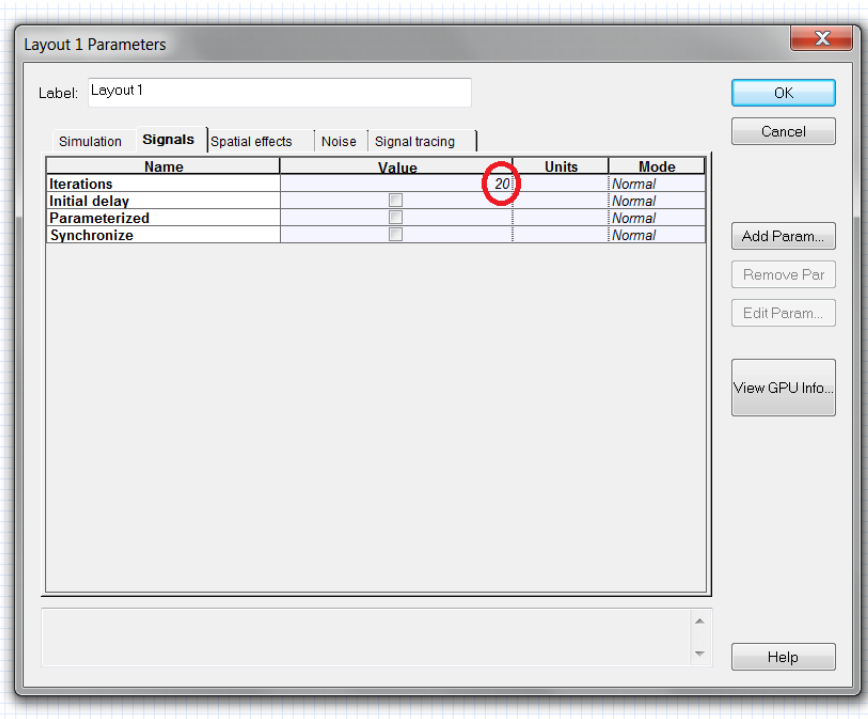 Layout 1 Parameters
X
Label: Layout 1
OK
Cancel
Simulation Signals Spatial effects Noise Signal tracing
Name Value Units Mode
Iterations 20 Normal
Initial delay Normal
Parameterized Normal
Synchronize Normal
Add Param...
Remove Par
Edit Param...
View GPU Info...
Help